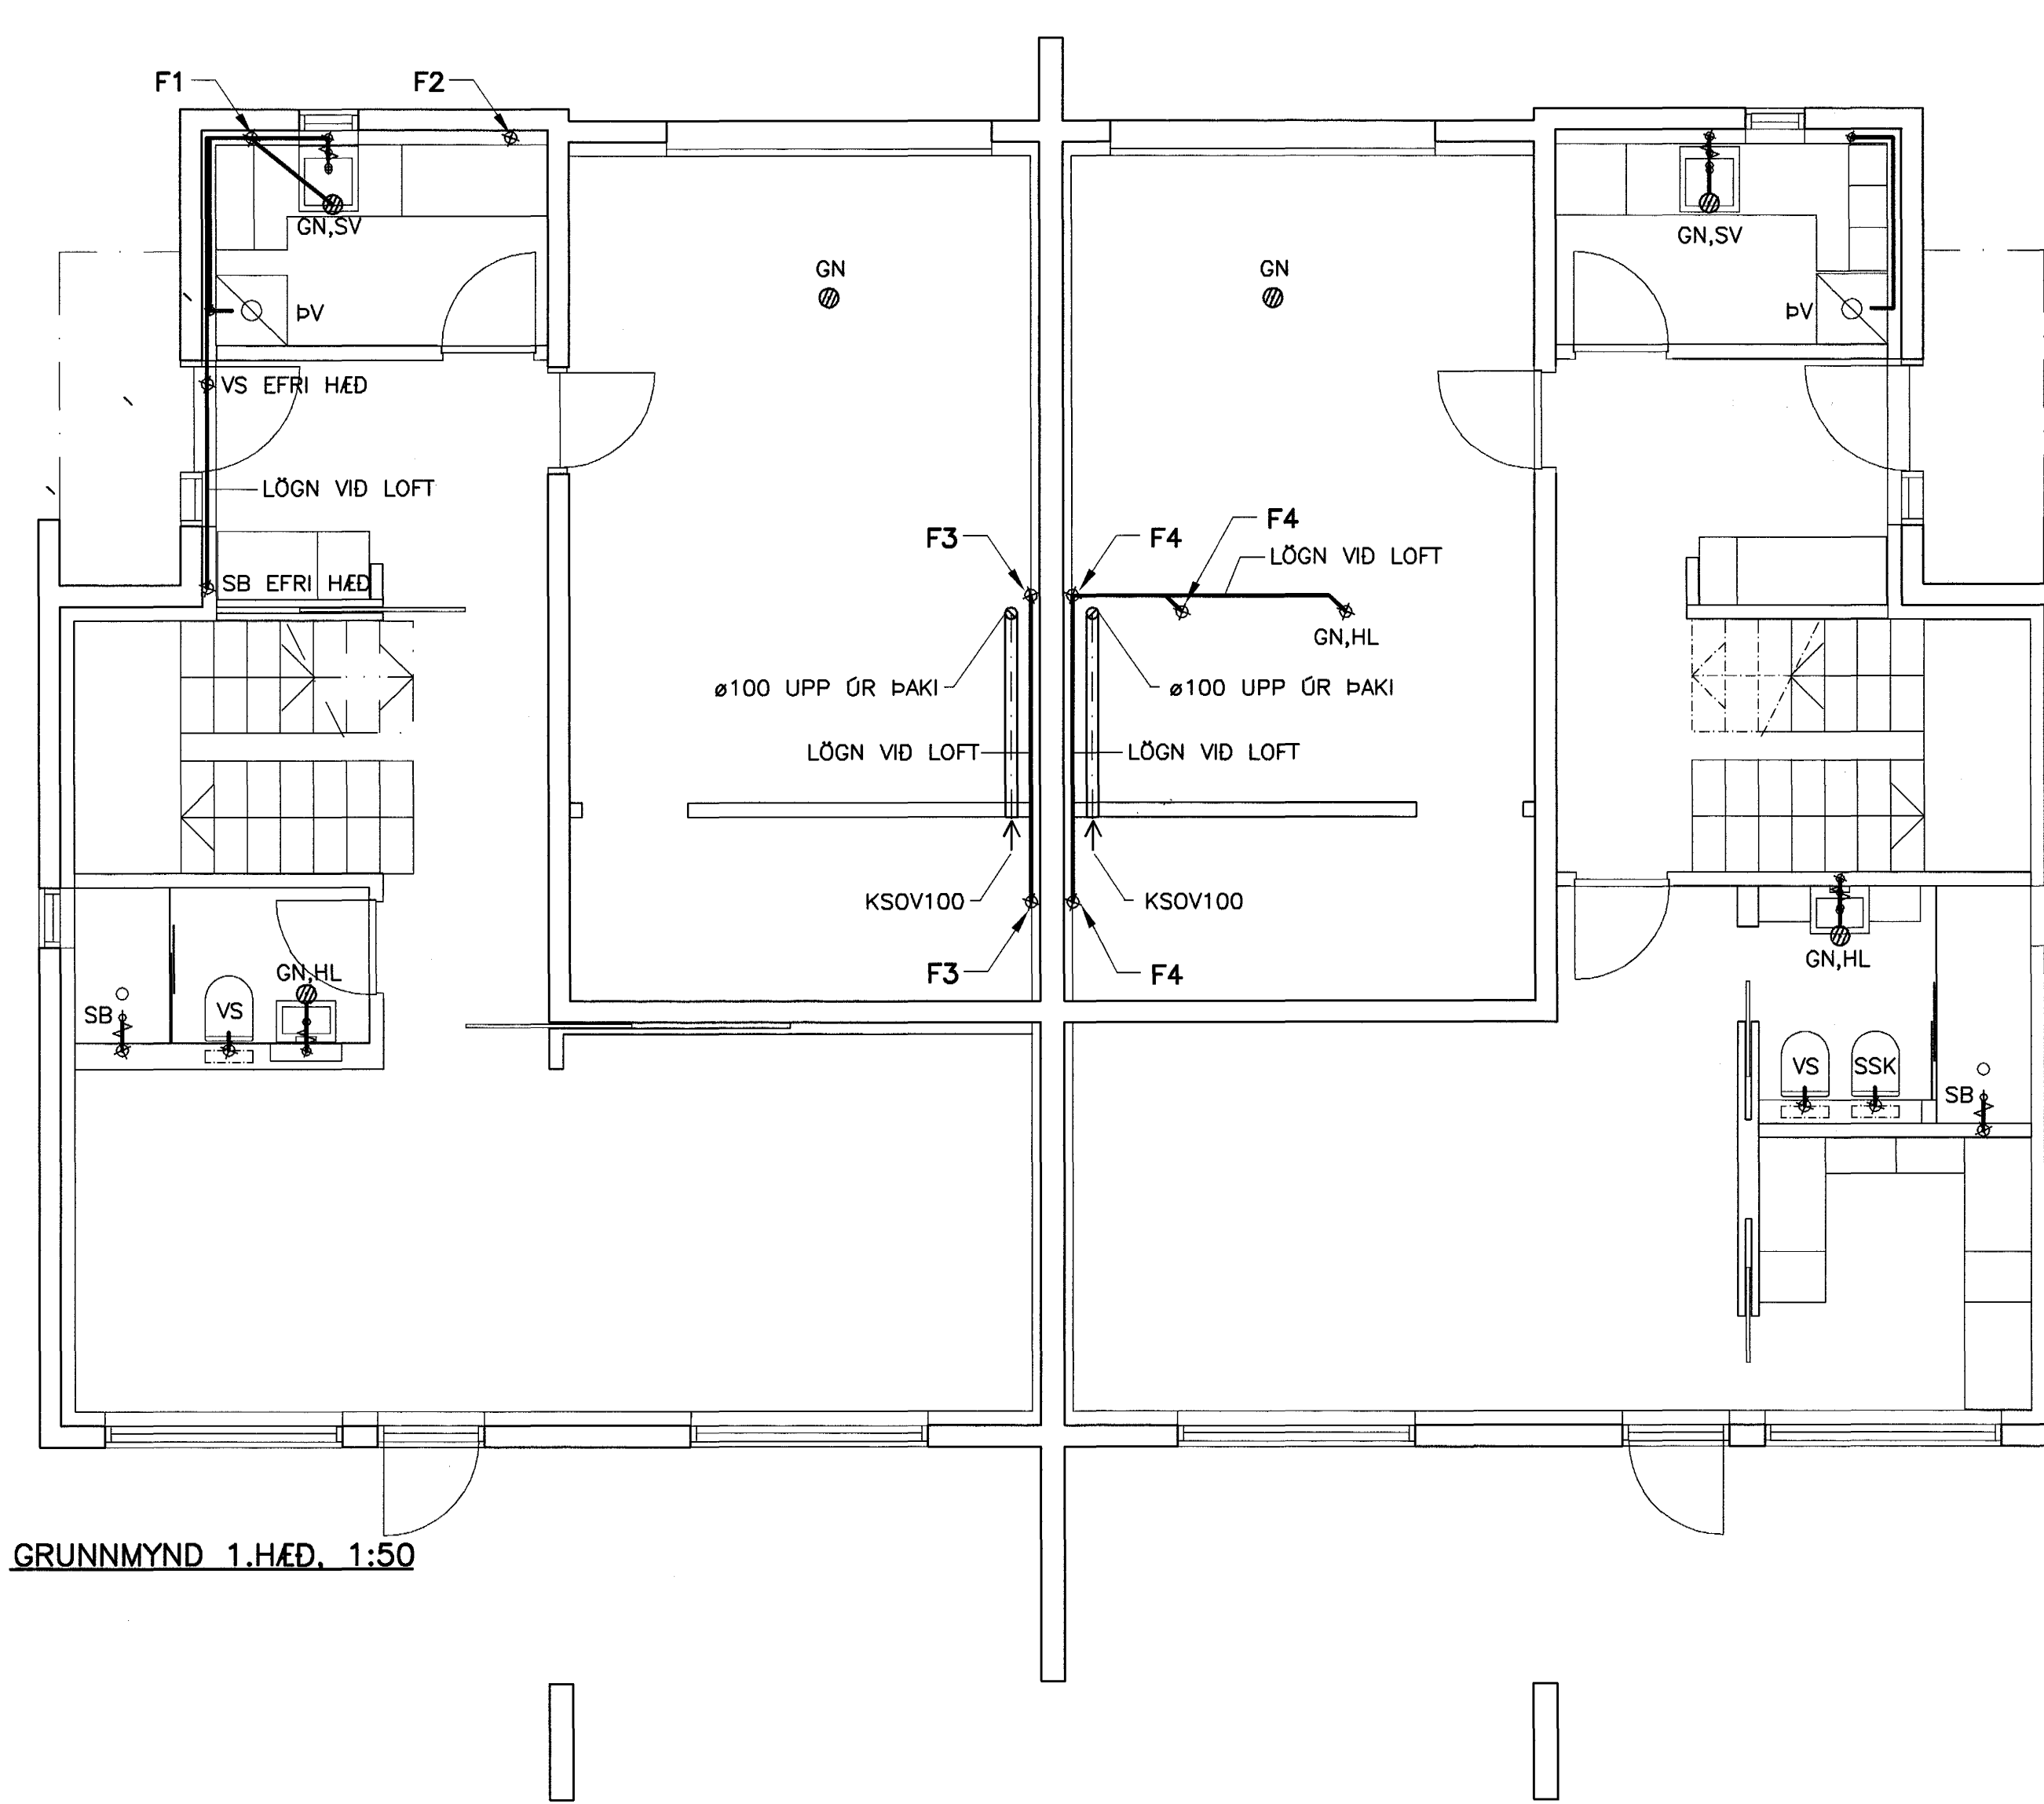 F1
F2
GN,SV
GN,SV
GN
GN
ÞV
ÞV
VS EFRI HÆÐ
LÖGN VIÐ LOFT
F3
F4
F4
LÖGN VIÐ LOFT
SB EFRI HÆÐ
GN,HL
ø100 UPP ÚR ÞAKI
ø100 UPP ÚR ÞAKI
LÖGN VIÐ LOFT
LÖGN VIÐ LOFT
KSOV100
KSOV100
GN,HL
F3
F4
GN,HL
SB
VS
VS
SSK
SB
GRUNNMYND 1.HÆÐ, 1:50